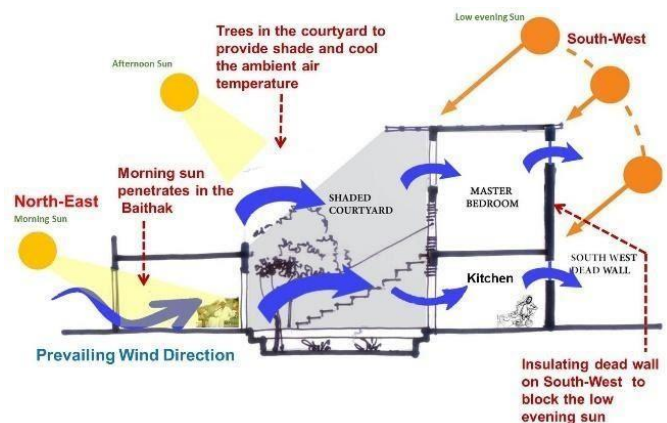 Low evening Sun
South-West
Trees in the courtyard to
provide shade and cool
the ambient air
temperature
Afternoon Sun
Morning sun
penetrates in the
Baithak
North-East
Morning Sun
SHADED
COURTYARD
MASTER
BEDROOM
Kitchen
SOUTH WEST
DEAD WALL
Prevailing Wind Direction
Insulating dead wall
on South-West to
block the low
evening sun